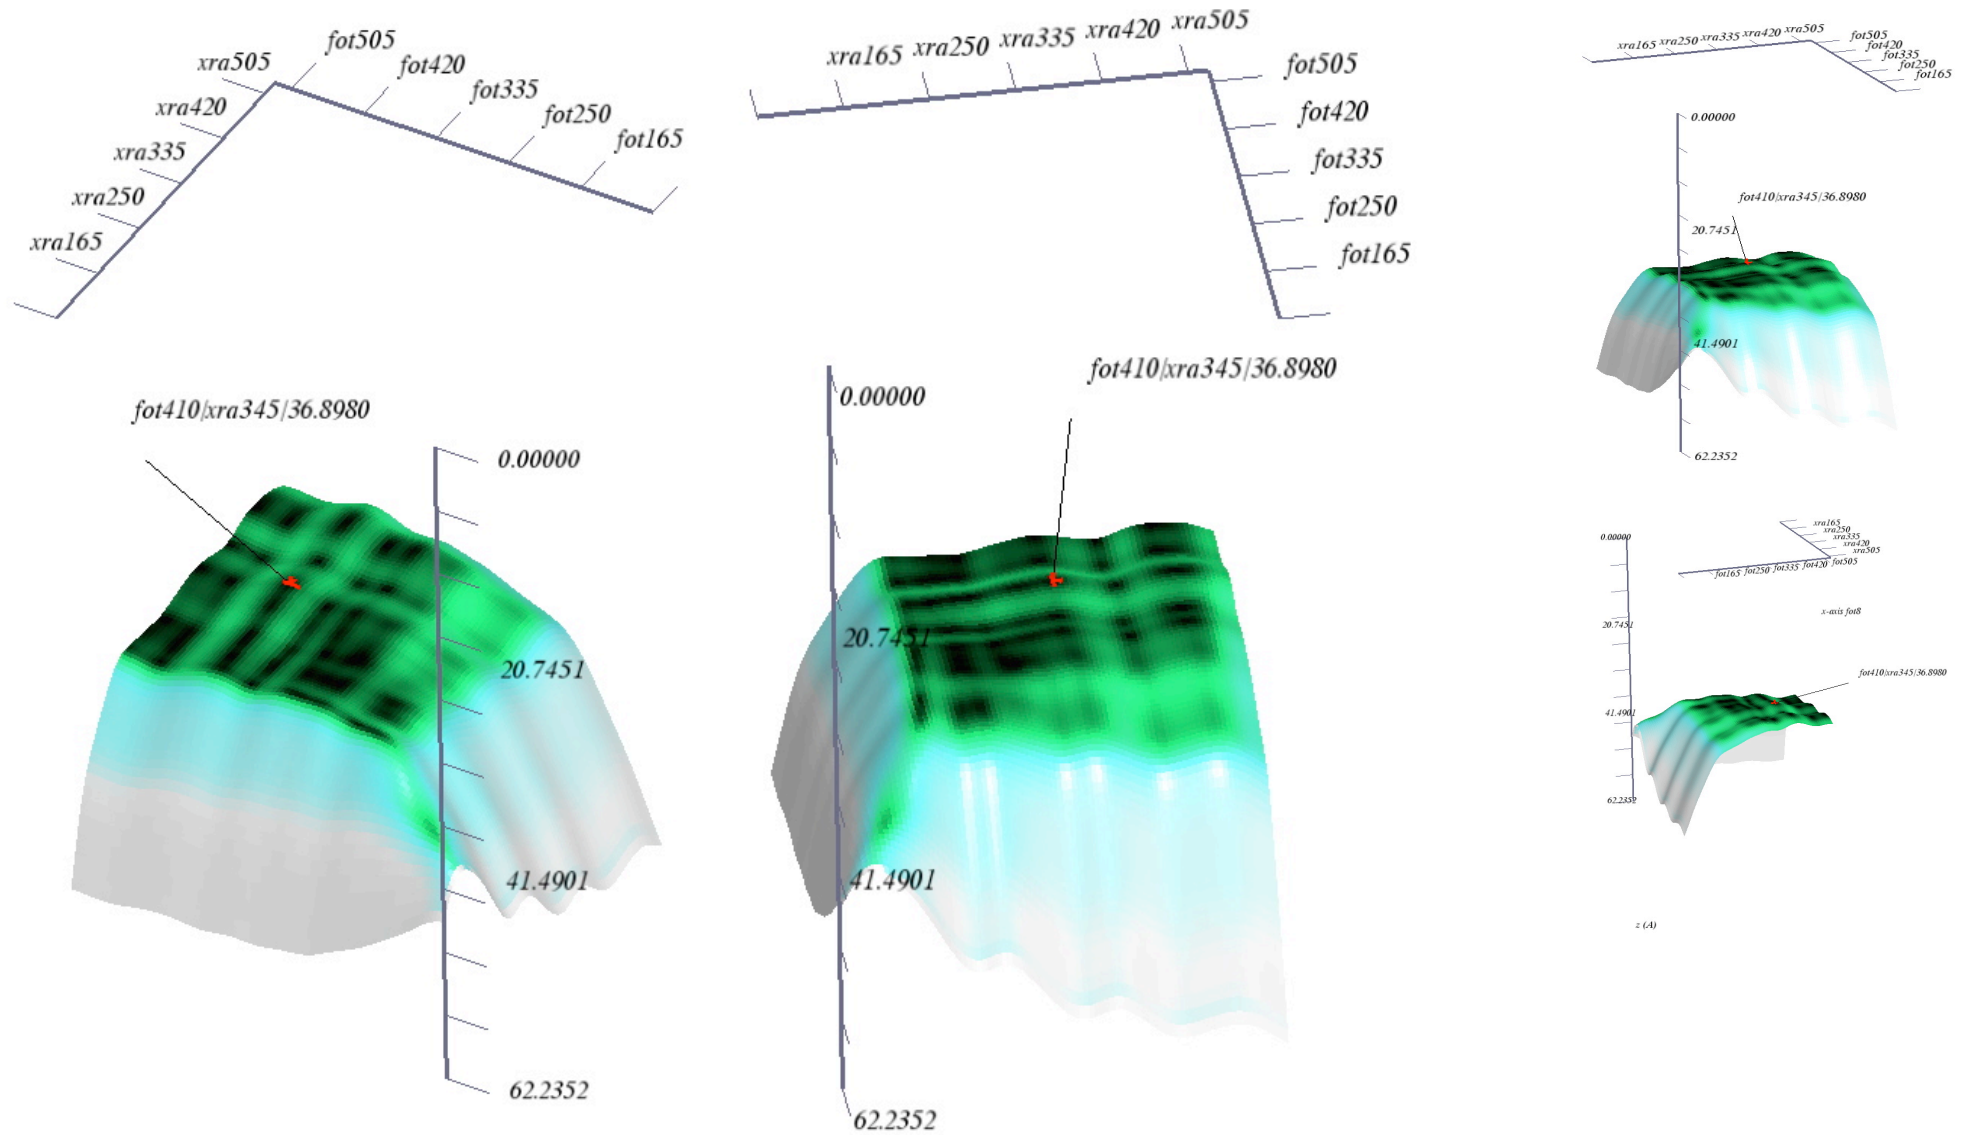 fot505
xra505
fot420
xra420
fot335
xra335
fot250
xra250
fot165
xra165
fot410/xra345/36.8980
0.00000
20.7451
41.4901
62.2352
xra165 xra250 xra335 xra420 xra505
fot505
fot420
fot335
fot250
fot165
fot410/xra345/36.8980
0.00000
20.7451
41.4901
62.2352
xra165 xra250 xra335 xra420 xra505
fot505
fot420
fot335
fot250
fot165
0.00000
fot410/xra345/36.8980
20.7451
41.4901
62.2352
xra165
xra250
xra335
xra420
xra505
0.00000
fot165 fot250 fot335 fot420 fot505
x-axis fot8
20.7451
fot410/xra345/36.8980
41.4901
62.2352
z (A)